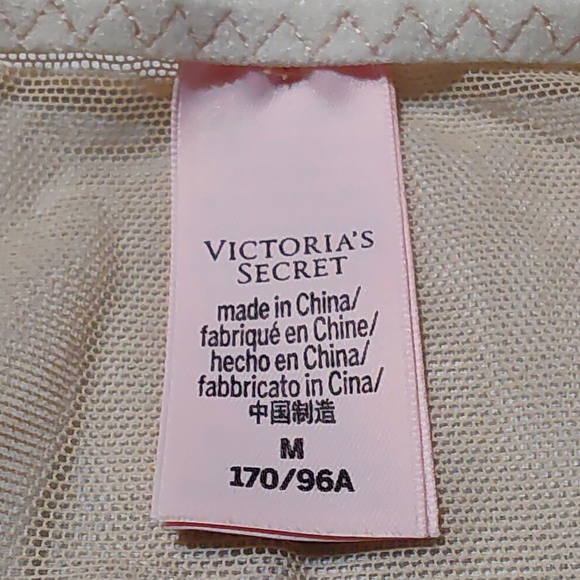 VICTORIA'S
SECRET
made in China/
fabriqué en Chine/
hecho en China/
fabbricato in Cina/
中国制造
M
170/96A